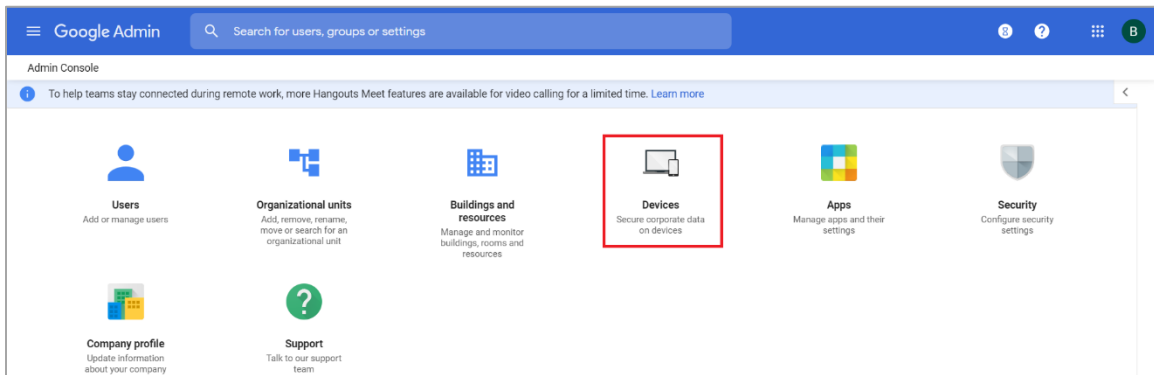 Google Admin
Search for users, groups or settings
8
?
B
Admin Console
i To help teams stay connected during remote work, more Hangouts Meet features are available for video calling for a limited time. Learn more
Users
Add or manage users
Organizational units
Add, remove, rename,
move or search for an
organizational unit
Buildings and
resources
Manage and monitor
buildings, rooms and
resources
Devices
Secure corporate data
on devices
Apps
Manage apps and their
settings
Security
Configure security
settings
Company profile
Update information
about your company
?
Support
Talk to our support
team